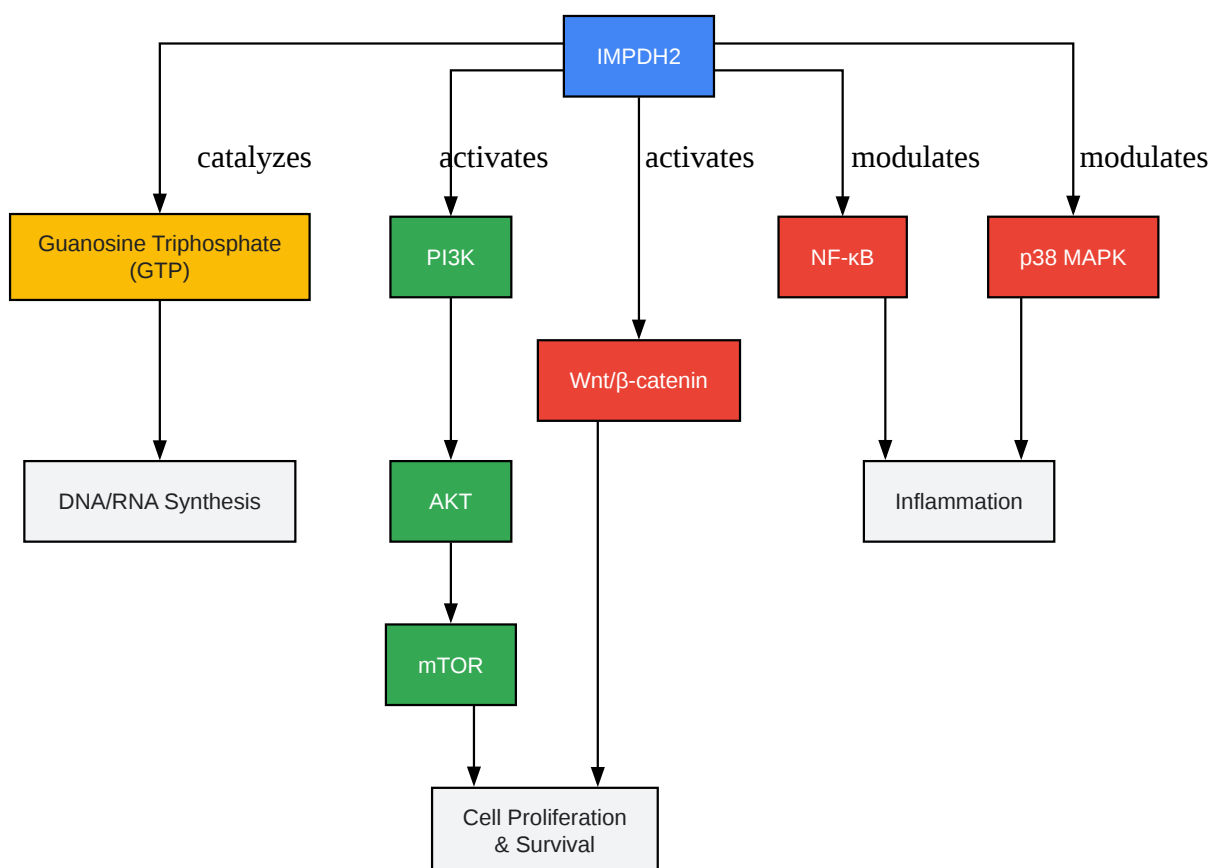 IMPDH2
catalyzes
activates
activates
modulates
modulates
Guanosine Triphosphate
(GTP)
PI3K
NF-κB
p38 MAPK
Wnt/β-catenin
DNA/RNA Synthesis
AKT
Inflammation
mTOR
Cell Proliferation
& Survival